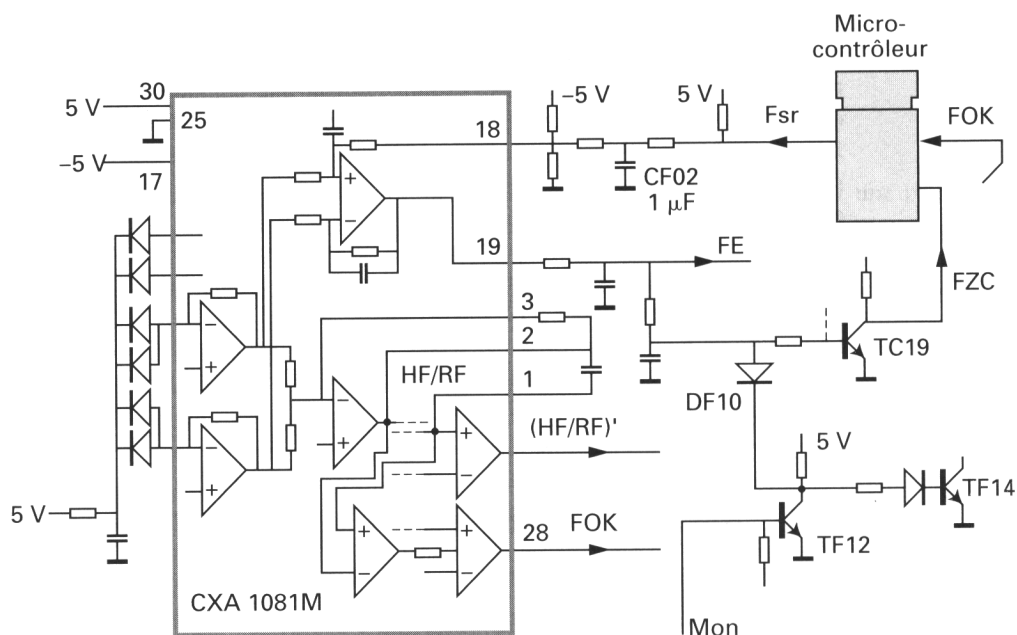 Micro-
contrôleur
5 V
30
25
-5 V
17
18
-5 V
5 V
Fsr
FOK
CF02
1 µF
19
FE
FZC
3
2
1
HF/RF
TC19
DF10
(HF/RF)'
5 V
TF14
5 V
28
FOK
TF12
CXA 1081M
Mon